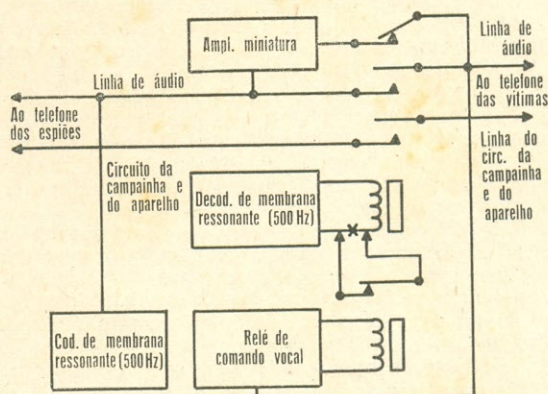 Ampl. miniatura
Linha de
áudio
Linha de áudio
Ao telefone
dos espiões
Ao telefone
das vítimas
Linha do
circ. da
campainha
e do
aparelho
Circuito da
campainha e
do aparelho
Decod. de membrana
ressonante (500 Hz)
Cod. de membrana
ressonante (500 Hz)
Relé de
comando vocal